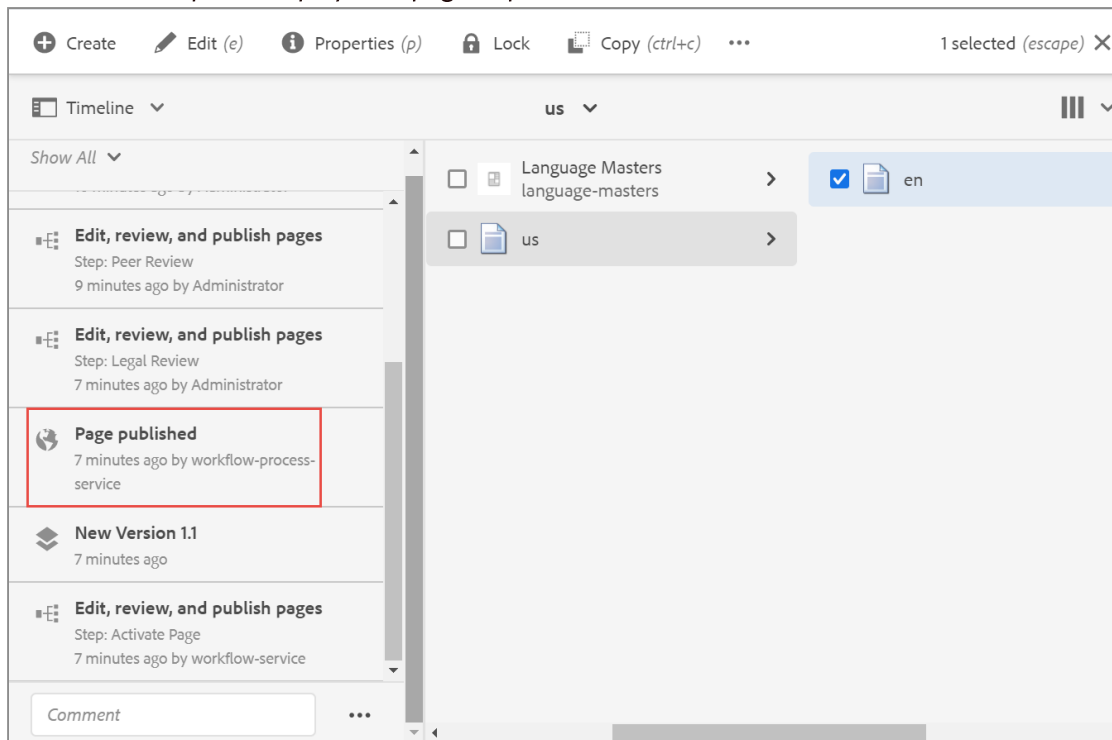 Create Edit (e) Properties (p) Lock Copy (ctrl+c) 1 selected (escape)
Timeline us
Show All
Edit, review, and publish pages
Step: Peer Review
9 minutes ago by Administrator
Edit, review, and publish pages
Step: Legal Review
7 minutes ago by Administrator
Page published
7 minutes ago by workflow-process-
service
New Version 1.1
7 minutes ago
Edit, review, and publish pages
Step: Activate Page
7 minutes ago by workflow-service
Comment
Language Masters
language-masters
us
en